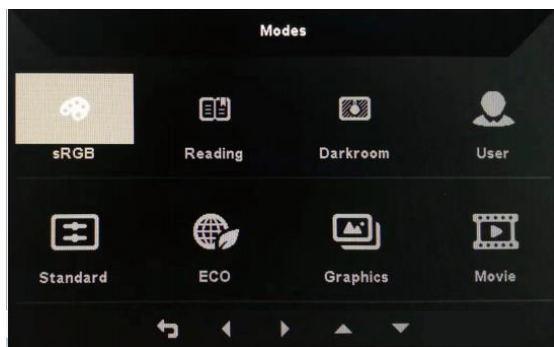 Modes
sRGB Reading Darkroom User
Standard ECO Graphics Movie